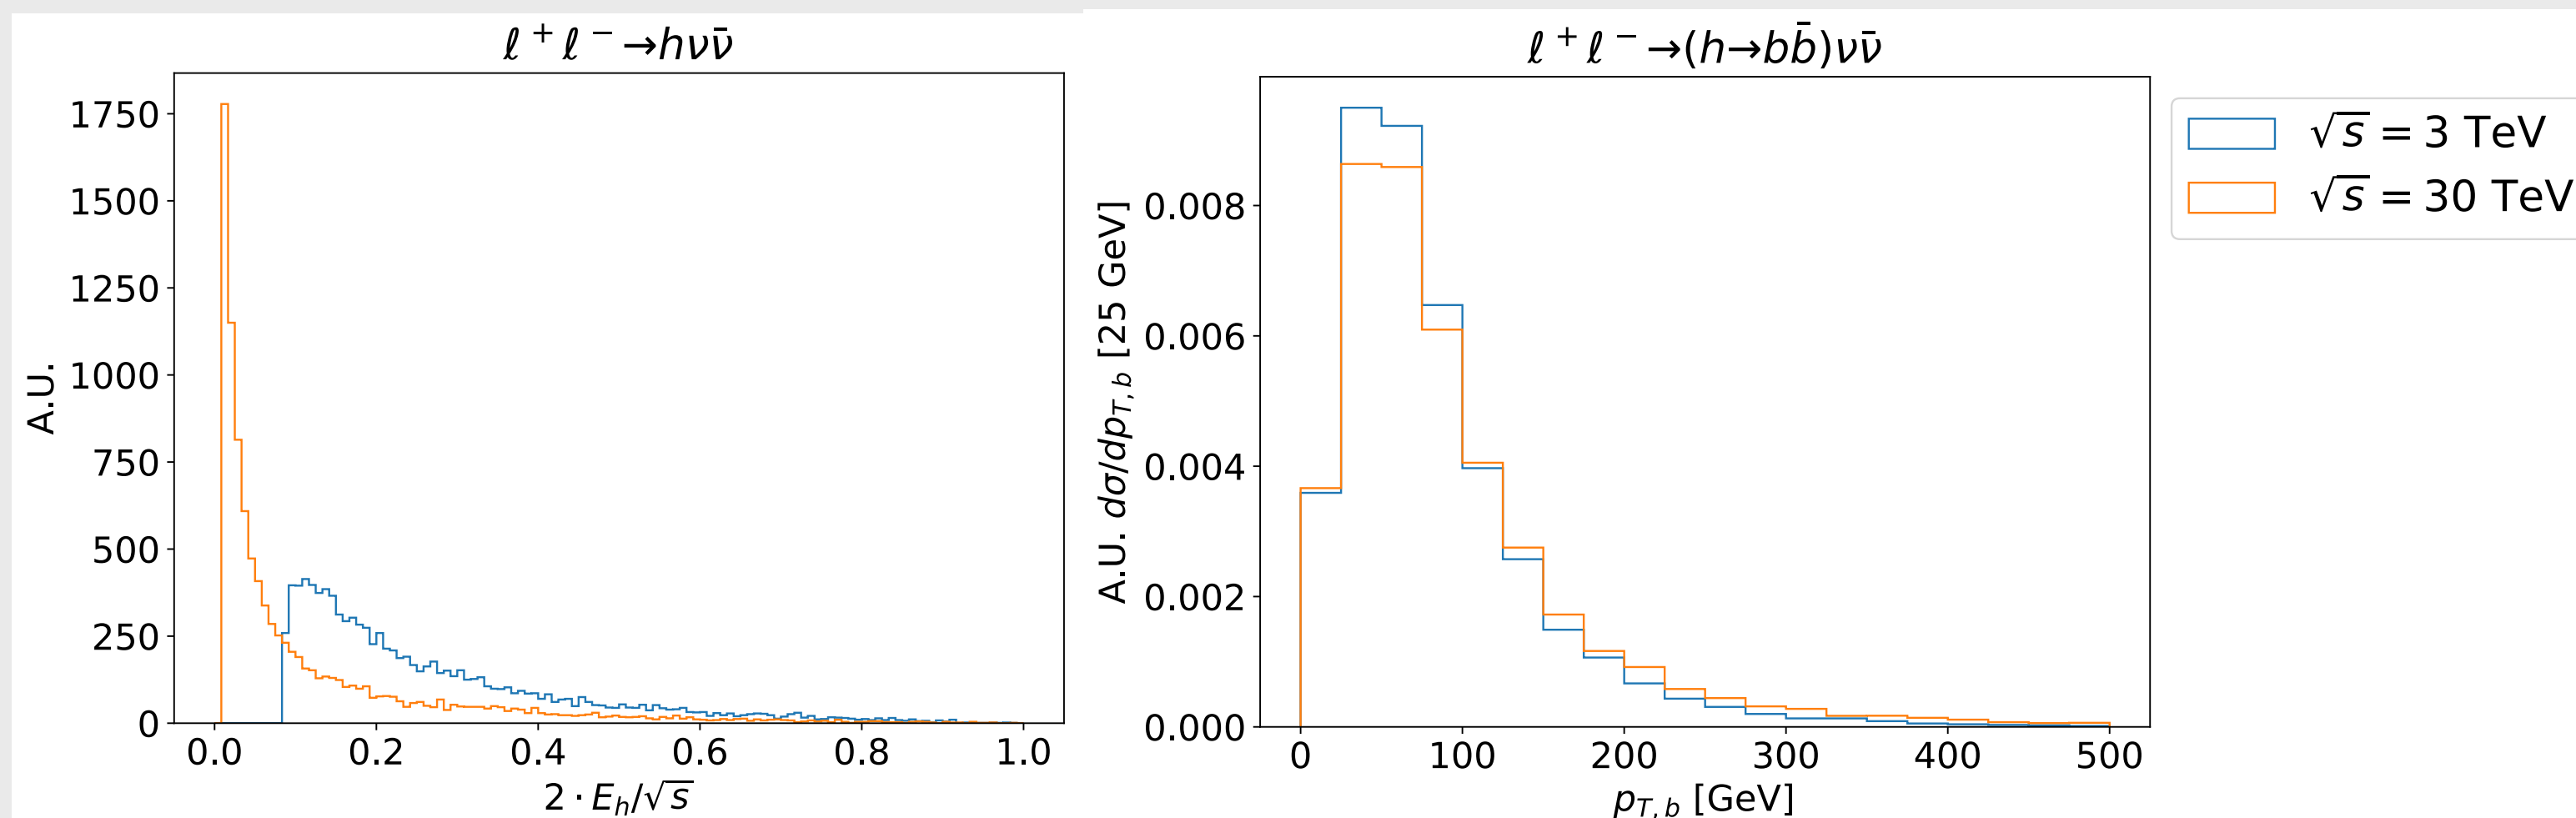 ℓ⁺ℓ⁻→hνν̄
1750
1500
1250
1000
750
500
250
0
A.U.
0.0 0.2 0.4 0.6 0.8 1.0
2 · E_h/√s
ℓ⁺ℓ⁻→(h→bb̄)νν̄
0.008
0.006
0.004
0.002
0.000
A.U. dσ/dp_{T, b} [25 GeV]
0 100 200 300 400 500
p_{T, b} [GeV]
√s = 3 TeV
√s = 30 TeV